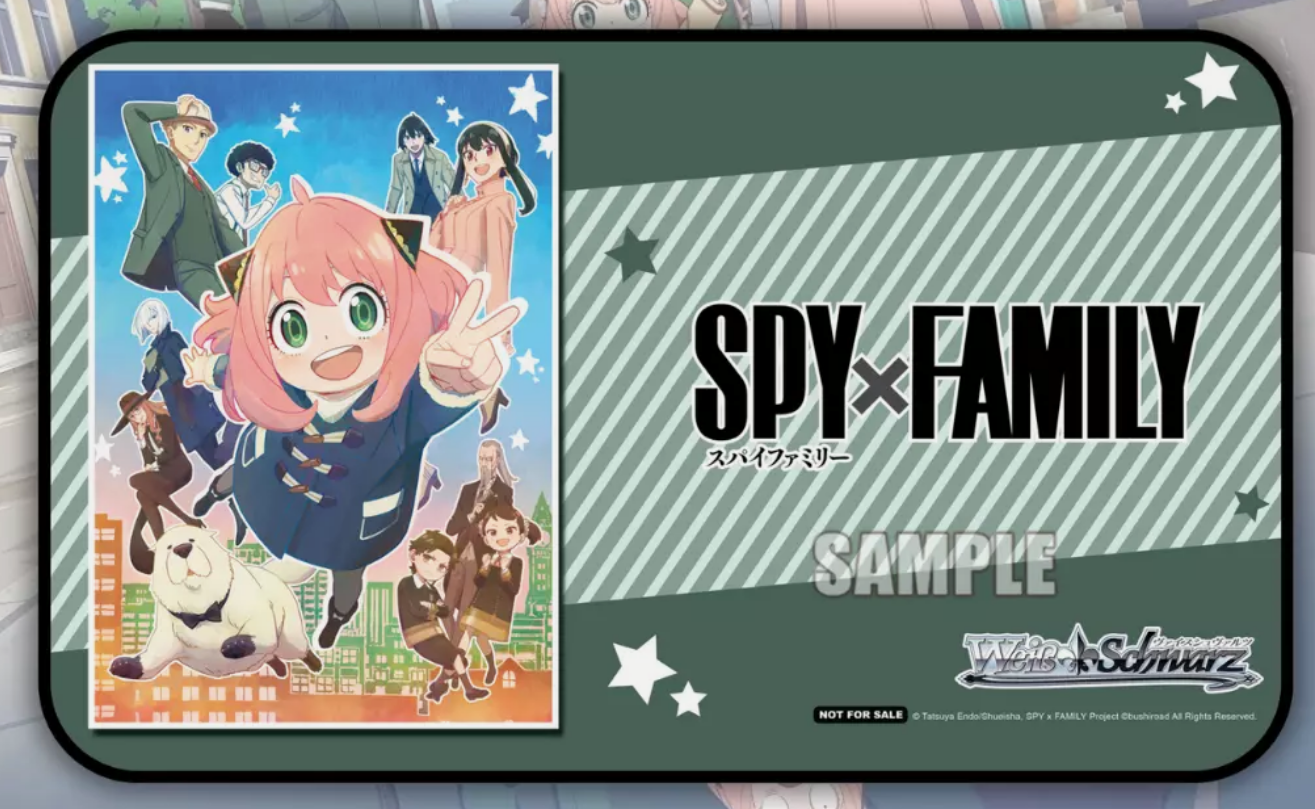 SPY×FAMILY
スパイファミリー
SAMPLE
ヴァイスシュヴァルツ
Weiß Schwarz
NOT FOR SALE © Tatsuya Endo/Shueisha, SPY x FAMILY Project ©bushiroad All Rights Reserved.